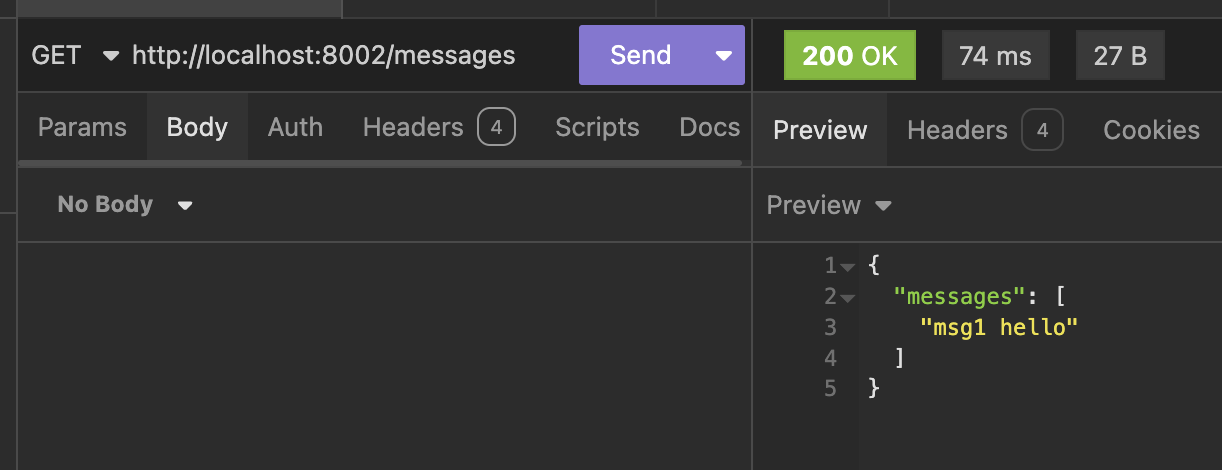 GET http://localhost:8002/messages Send 200 OK 74 ms 27 B
Params Body Auth Headers 4 Scripts Docs Preview Headers 4 Cookies
No Body Preview
1 {
2 "messages": [
3 "msg1 hello"
4 ]
5 }